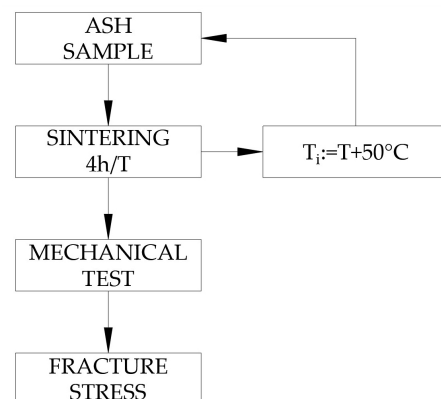 ASH
SAMPLE
SINTERING
4h/T
Tᵢ:=T+50°C
MECHANICAL
TEST
FRACTURE
STRESS